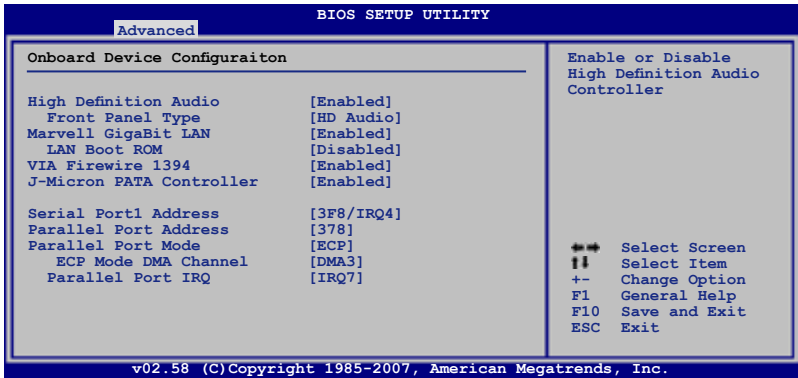 BIOS SETUP UTILITY
Advanced
Onboard Device Configuraiton
High Definition Audio [Enabled]
Front Panel Type [HD Audio]
Marvell GigaBit LAN [Enabled]
LAN Boot ROM [Disabled]
VIA Firewire 1394 [Enabled]
J-Micron PATA Controller [Enabled]
Serial Port1 Address [3F8/IRQ4]
Parallel Port Address [378]
Parallel Port Mode [ECP]
ECP Mode DMA Channel [DMA3]
Parallel Port IRQ [IRQ7]
Enable or Disable
High Definition Audio
Controller
Select Screen
Select Item
+- Change Option
F1 General Help
F10 Save and Exit
ESC Exit
v02.58 (C)Copyright 1985-2007, American Megatrends, Inc.